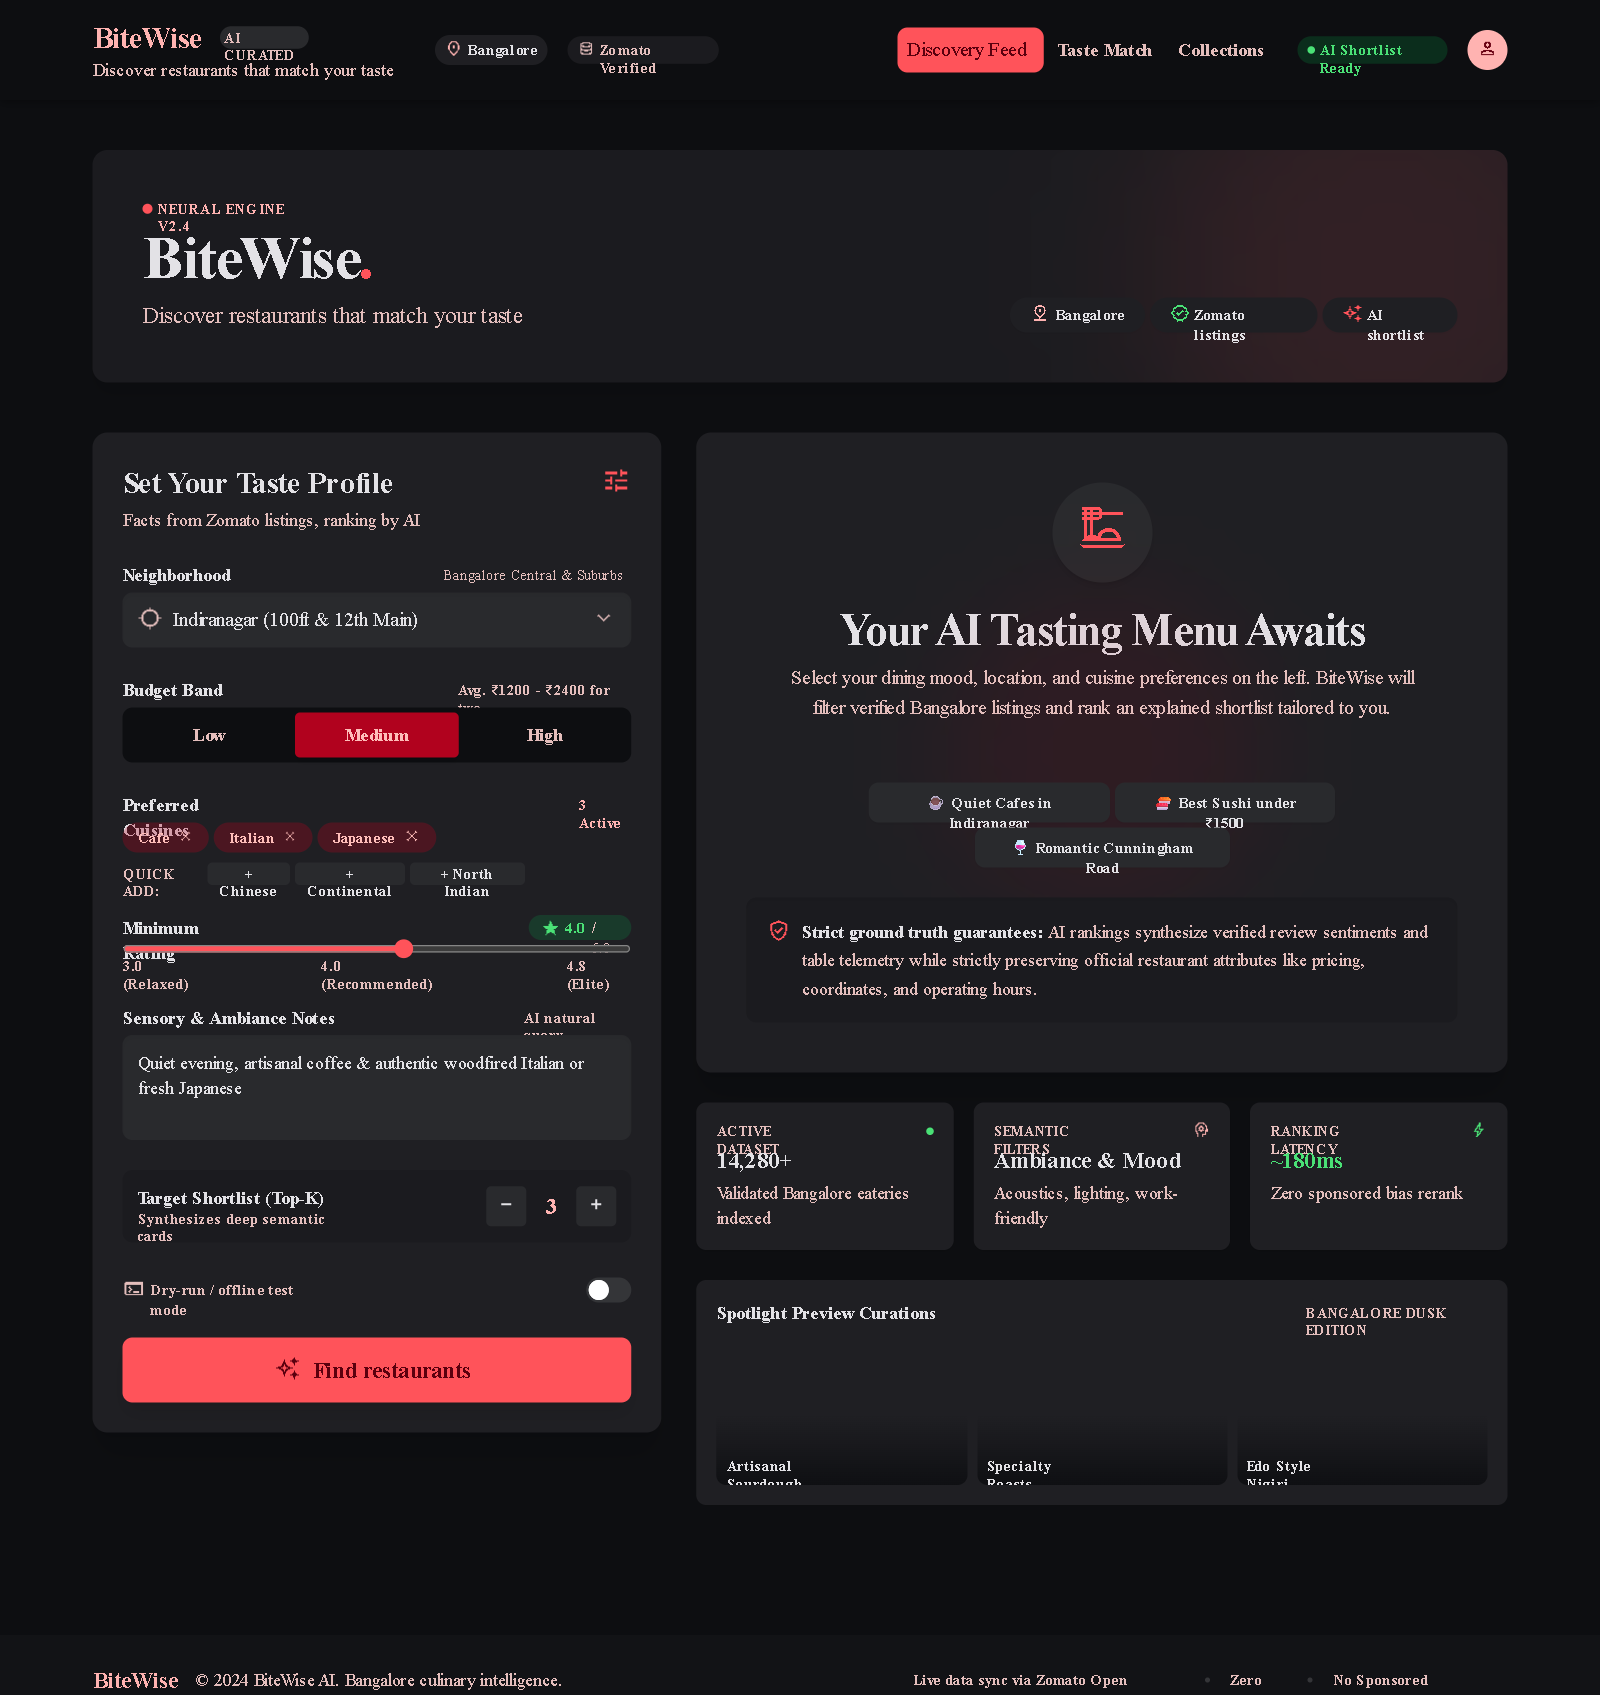 BiteWise
AI
CURATED
Discover restaurants that match your taste
Bangalore
Zomato
Verified
Discovery Feed
Taste Match
Collections
AI Shortlist
Ready
NEURAL ENGINE
V2.4
BiteWise.
Discover restaurants that match your taste
Bangalore
Zomato
listings
AI
shortlist
Set Your Taste Profile
Facts from Zomato listings, ranking by AI
Neighborhood
Bangalore Central & Suburbs
Indiranagar (100ft & 12th Main)
Budget Band
Avg. ₹1200 - ₹2400 for
two
Low
Medium
High
Preferred
Cuisines
3
Active
Cafe ×
Italian ×
Japanese ×
QUICK
ADD:
+
Chinese
+
Continental
+ North
Indian
Minimum
Rating
★ 4.0 /
3.0
(Relaxed)
4.0
(Recommended)
4.8
(Elite)
Sensory & Ambiance Notes
AI natural
query
Quiet evening, artisanal coffee & authentic woodfired Italian or
fresh Japanese
Target Shortlist (Top-K)
Synthesizes deep semantic
cards
−
3
+
Dry-run / offline test
mode
Find restaurants
Your AI Tasting Menu Awaits
Select your dining mood, location, and cuisine preferences on the left. BiteWise will
filter verified Bangalore listings and rank an explained shortlist tailored to you.
Quiet Cafes in
Indiranagar
Best Sushi under
₹1500
Romantic Cunningham
Road
Strict ground truth guarantees: AI rankings synthesize verified review sentiments and
table telemetry while strictly preserving official restaurant attributes like pricing,
coordinates, and operating hours.
ACTIVE
DATASET
14,280+
Validated Bangalore eateries
indexed
SEMANTIC
FILTERS
Ambiance & Mood
Acoustics, lighting, work-
friendly
RANKING
LATENCY
~180ms
Zero sponsored bias rerank
Spotlight Preview Curations
BANGALORE DUSK
EDITION
Artisanal
Sourdough
Specialty
Roasts
Edo Style
Nigiri
BiteWise
© 2024 BiteWise AI. Bangalore culinary intelligence.
Live data sync via Zomato Open
• Zero
• No Sponsored